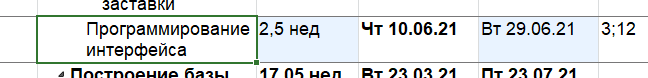 заставки
Программирование интерфейса 2,5 нед Чт 10.06.21 Вт 29.06.21 3;12
Построение базы 17,05 нед Вт 23.03.21 Пт 23.07.21